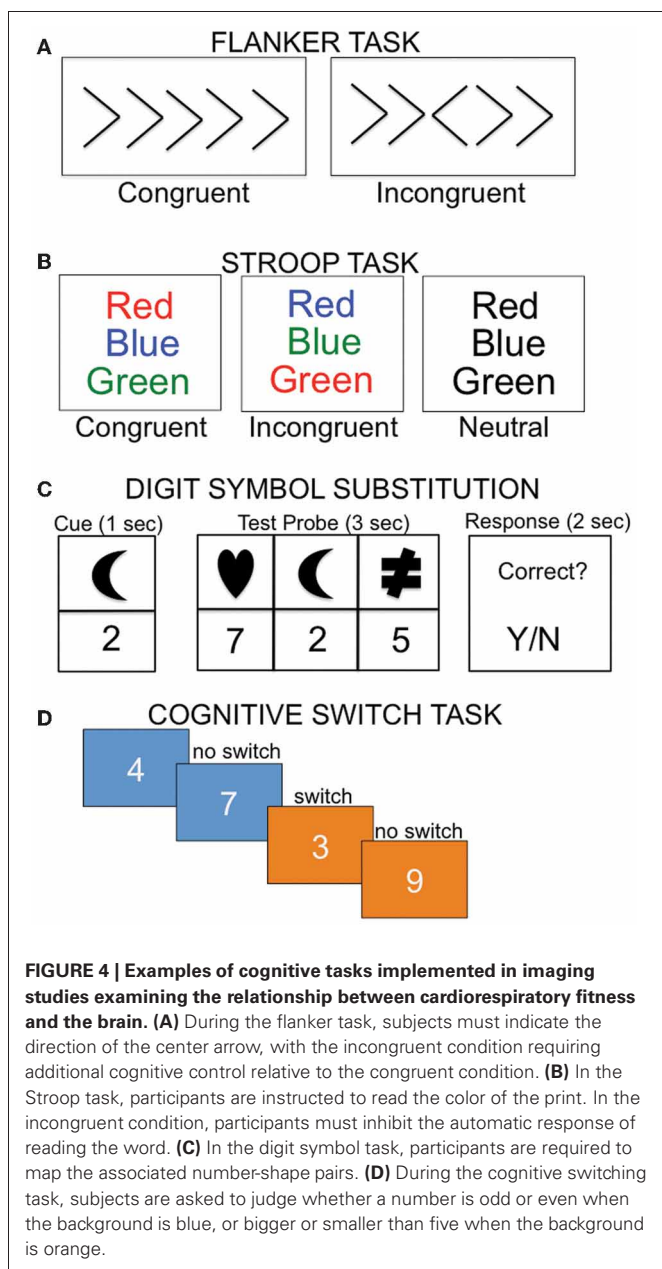 A
FLANKER TASK
Congruent
Incongruent
B
STROOP TASK
Red
Blue
Green
Congruent
Red
Blue
Green
Incongruent
Red
Blue
Green
Neutral
C
DIGIT SYMBOL SUBSTITUTION
Cue (1 sec)
2
Test Probe (3 sec)
7 2 5
Response (2 sec)
Correct?
Y/N
D
COGNITIVE SWITCH TASK
4
no switch
7
switch
3
no switch
9
FIGURE 4 | Examples of cognitive tasks implemented in imaging
studies examining the relationship between cardiorespiratory fitness
and the brain. (A) During the flanker task, subjects must indicate the
direction of the center arrow, with the incongruent condition requiring
additional cognitive control relative to the congruent condition. (B) In the
Stroop task, participants are instructed to read the color of the print. In the
incongruent condition, participants must inhibit the automatic response of
reading the word. (C) In the digit symbol task, participants are required to
map the associated number-shape pairs. (D) During the cognitive switching
task, subjects are asked to judge whether a number is odd or even when
the background is blue, or bigger or smaller than five when the background
is orange.